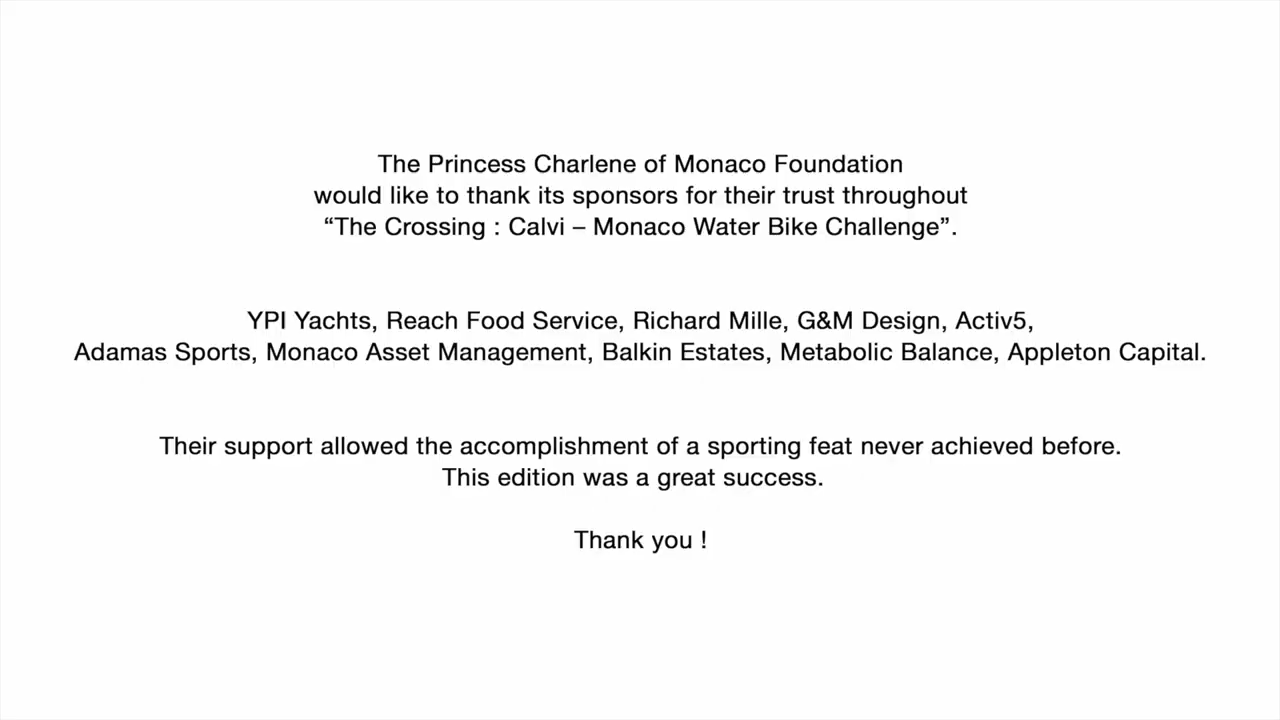 The Princess Charlene of Monaco Foundation
would like to thank its sponsors for their trust throughout
“The Crossing : Calvi – Monaco Water Bike Challenge”.
YPI Yachts, Reach Food Service, Richard Mille, G&M Design, Activ5,
Adamas Sports, Monaco Asset Management, Balkin Estates, Metabolic Balance, Appleton Capital.
Their support allowed the accomplishment of a sporting feat never achieved before.
This edition was a great success.
Thank you !